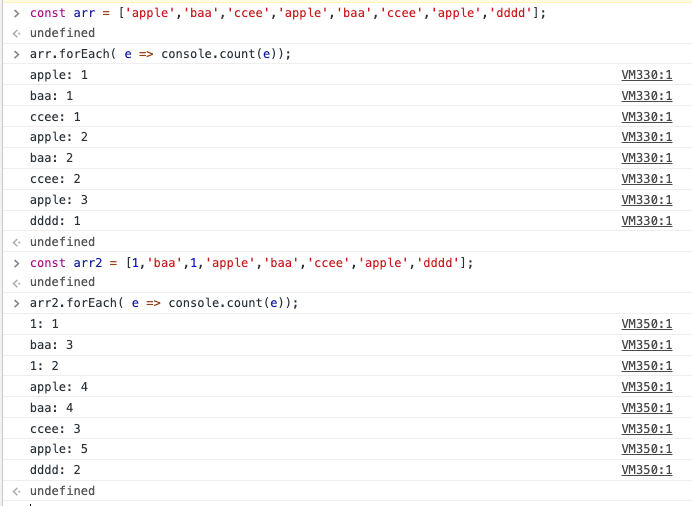 > const arr = ['apple','baa','ccee','apple','baa','ccee','apple','dddd'];
<· undefined
> arr.forEach( e => console.count(e));
apple: 1 VM330:1
baa: 1 VM330:1
ccee: 1 VM330:1
apple: 2 VM330:1
baa: 2 VM330:1
ccee: 2 VM330:1
apple: 3 VM330:1
dddd: 1 VM330:1
<· undefined
> const arr2 = [1,'baa',1,'apple','baa','ccee','apple','dddd'];
<· undefined
> arr2.forEach( e => console.count(e));
1: 1 VM350:1
baa: 3 VM350:1
1: 2 VM350:1
apple: 4 VM350:1
baa: 4 VM350:1
ccee: 3 VM350:1
apple: 5 VM350:1
dddd: 2 VM350:1
<· undefined